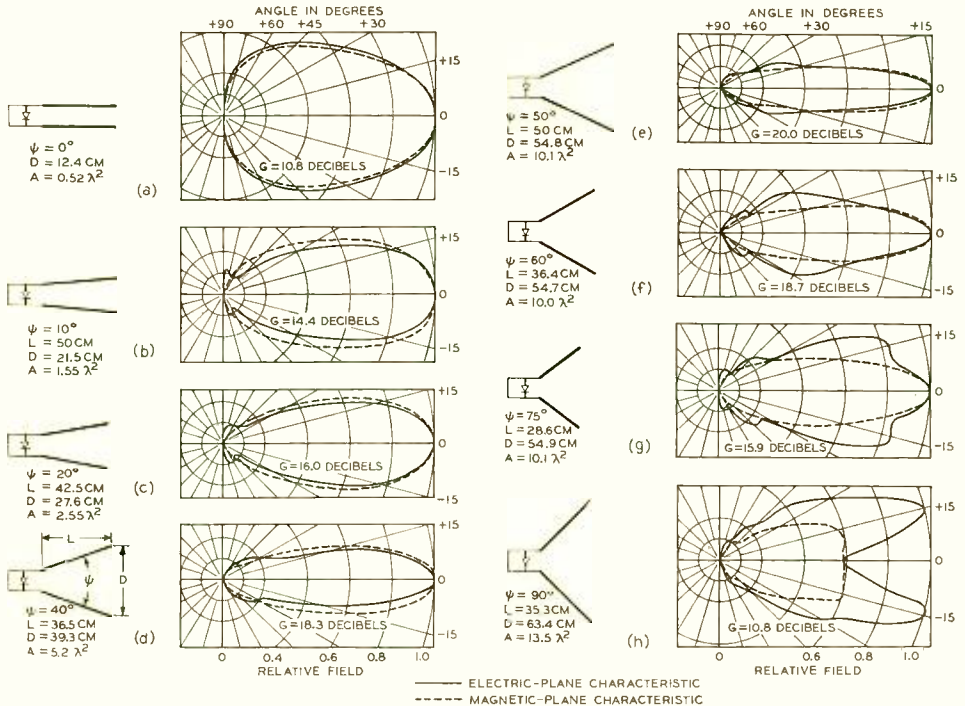 ANGLE IN DEGREES
+90 +60 +45 +30
+15
0
-15
G=10.8 DECIBELS
ψ = 0°
D = 12.4 CM
A = 0.52 λ²
(a)
+15
0
-15
G=14.4 DECIBELS
ψ = 10°
L = 50 CM
D = 21.5 CM
A = 1.55 λ²
(b)
+15
0
-15
G=16.0 DECIBELS
ψ = 20°
L = 42.5 CM
D = 27.6 CM
A = 2.55 λ²
(c)
L
ψ
D
+15
0
-15
G=18.3 DECIBELS
ψ = 40°
L = 36.5 CM
D = 39.3 CM
A = 5.2 λ²
(d)
0 0.4 0.6 0.8 1.0
RELATIVE FIELD
ANGLE IN DEGREES
+90 +60 +30 +15
0
G=20.0 DECIBELS
ψ = 50°
L = 50 CM
D = 54.8 CM
A = 10.1 λ²
(e)
+15
0
-15
G=18.7 DECIBELS
ψ = 60°
L = 36.4 CM
D = 54.7 CM
A = 10.0 λ²
(f)
+15
0
-15
G=15.9 DECIBELS
ψ = 75°
L = 28.6 CM
D = 54.9 CM
A = 10.1 λ²
(g)
+15
0
-15
G=10.8 DECIBELS
ψ = 90°
L = 35.3 CM
D = 63.4 CM
A = 13.5 λ²
(h)
0 0.4 0.6 0.8 1.0
RELATIVE FIELD
ELECTRIC-PLANE CHARACTERISTIC
MAGNETIC-PLANE CHARACTERISTIC